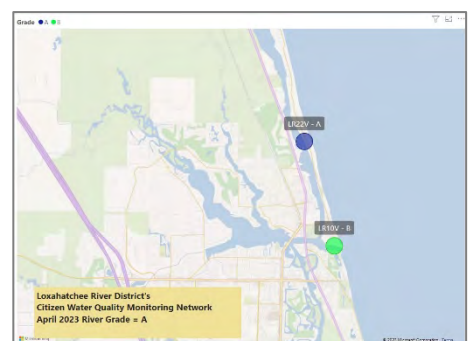 Grade A B
LR22V - A
LR10V - B
Loxahatchee River District's
Citizen Water Quality Monitoring Network
April 2023 River Grade = A